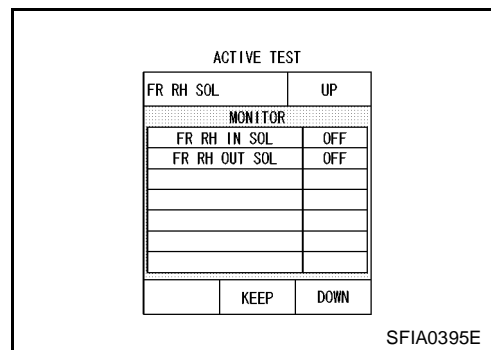 ACTIVE TEST
FR RH SOL UP
MONITOR
FR RH IN SOL OFF
FR RH OUT SOL OFF
KEEP DOWN
SFIA0395E